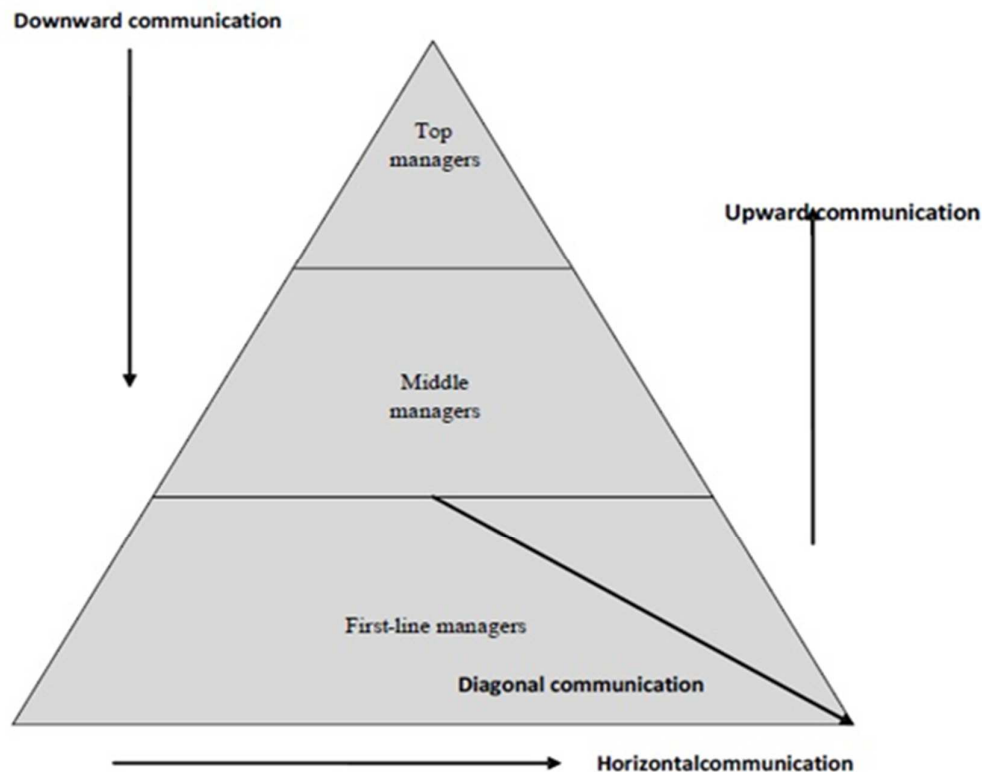 Downward communication
Top
managers
Upward communication
Middle
managers
First-line managers
Diagonal communication
Horizontalcommunication